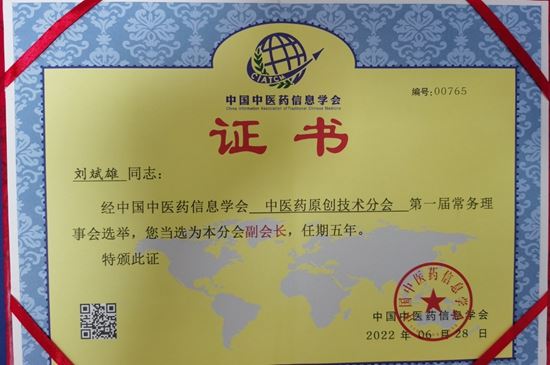 CIATCM
中国中医药信息学会
China Information Association of Traditional Chinese Medicine
编号:00765
证书
刘斌雄 同志：
经中国中医药信息学会 中医药原创技术分会 第一届常务理
事会选举，您当选为本分会副会长，任期五年。
特颁此证
中国中医药信息学会
中国中医药信息学会
2022 年 06 月 28 日